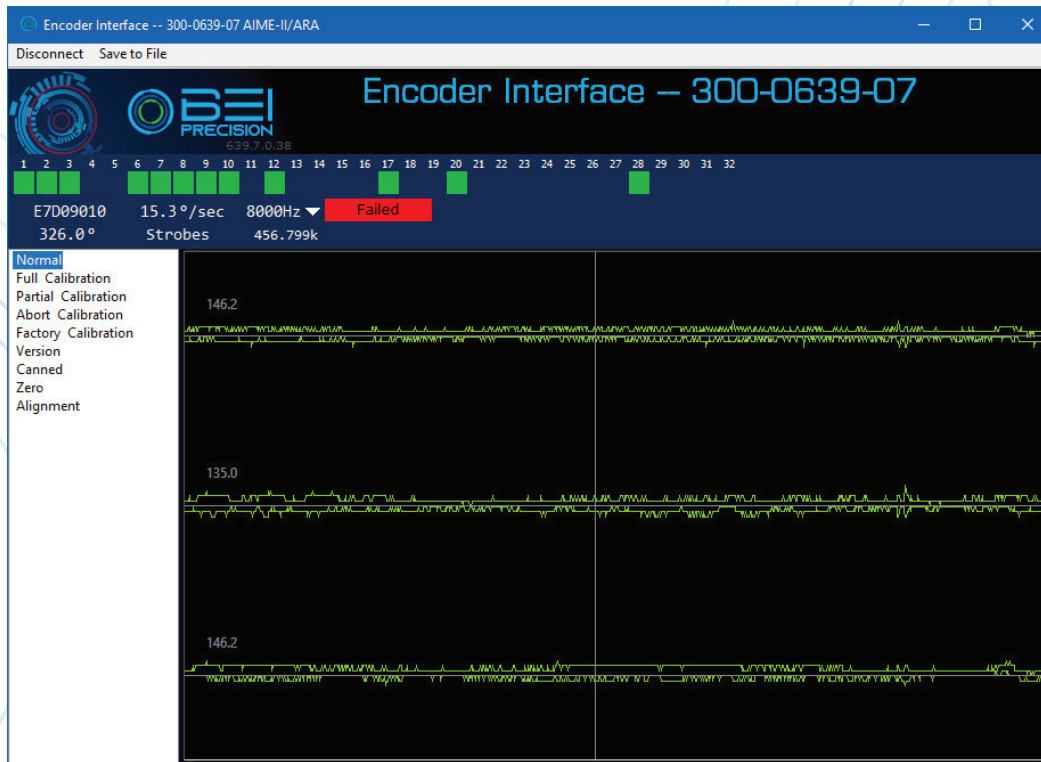 Encoder Interface -- 300-0639-07 AIME-II/ARA
Disconnect Save to File
BEI
PRECISION
639.7.0.38
Encoder Interface – 300-0639-07
1 2 3 4 5 6 7 8 9 10 11 12 13 14 15 16 17 18 19 20 21 22 23 24 25 26 27 28 29 30 31 32
E7D09010 15.3°/sec 8000Hz Failed
326.0° Strobes 456.799k
Normal
Full Calibration
Partial Calibration
Abort Calibration
Factory Calibration
Version
Canned
Zero
Alignment
146.2
135.0
146.2